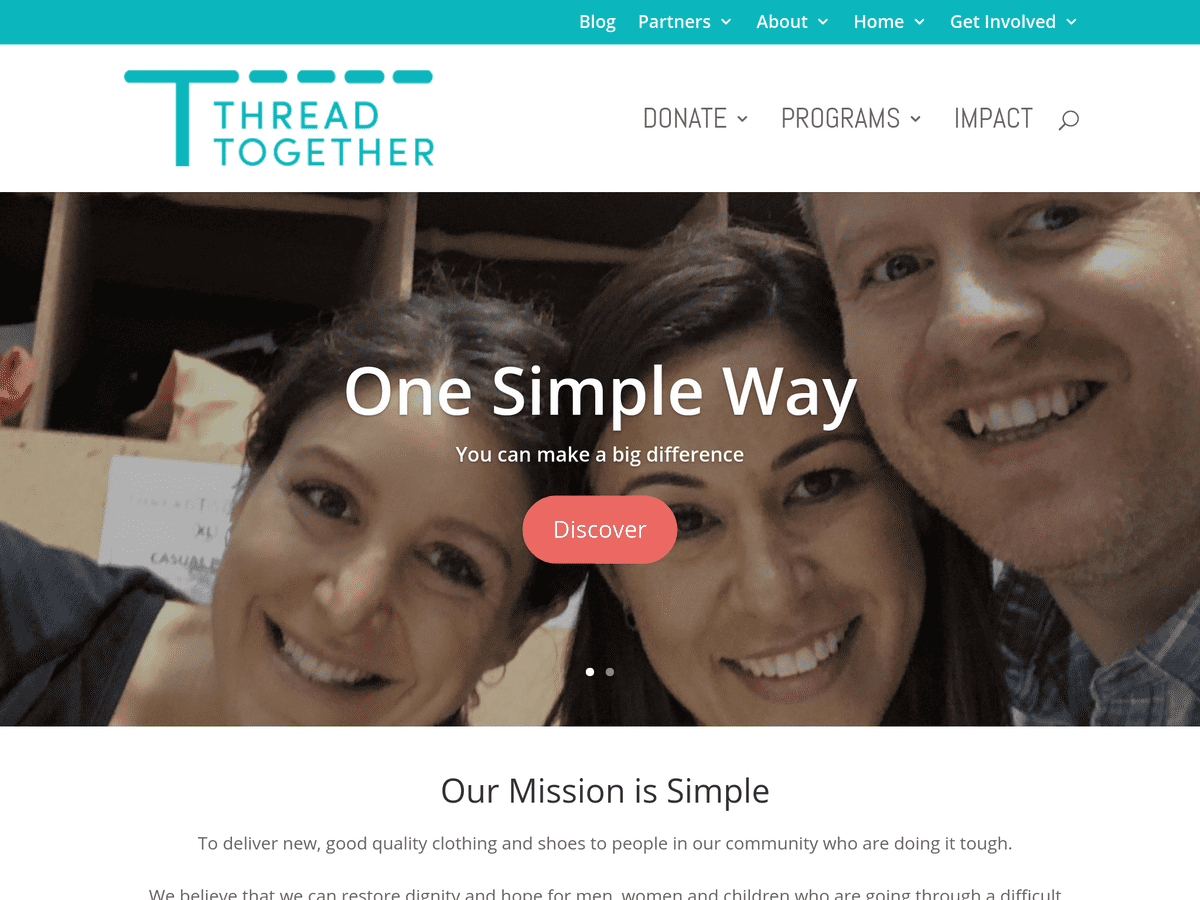 Blog Partners About Home Get Involved
THREAD
TOGETHER
DONATE PROGRAMS IMPACT
One Simple Way
You can make a big difference
Discover
XL
CASUAL
Our Mission is Simple
To deliver new, good quality clothing and shoes to people in our community who are doing it tough.
We believe that we can restore dignity and hope for men, women and children who are going through a difficult